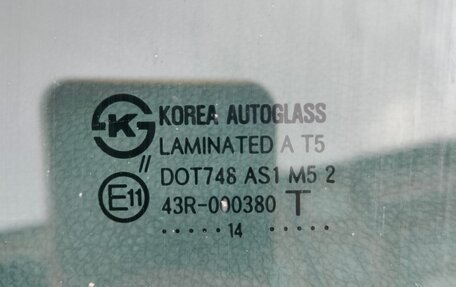 KOREA AUTOGLASS
LAMINATED A T5
// DOT748 AS1 M5 2
E11 43R-000380 T
..... 14 ......